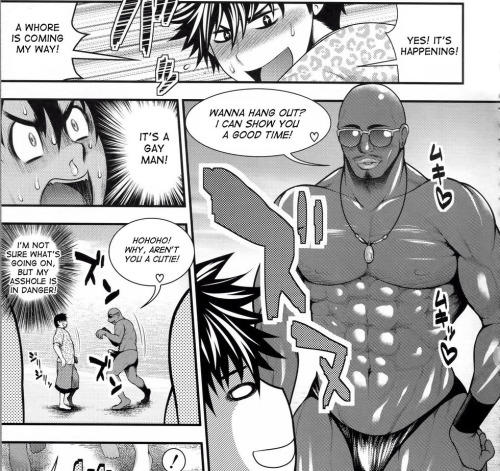 A WHORE
IS COMING
MY WAY!
YES! IT'S
HAPPENING!
IT'S A
GAY
MAN!
WANNA HANG OUT?
I CAN SHOW YOU
A GOOD TIME!
♡
ムキ♡
ムキッ♡
ズズメ
I'M NOT
SURE WHAT'S
GOING ON,
BUT MY
ASSHOLE IS
IN DANGER!
HOHOHO!
WHY, AREN'T
YOU A CUTIE!
♡
!